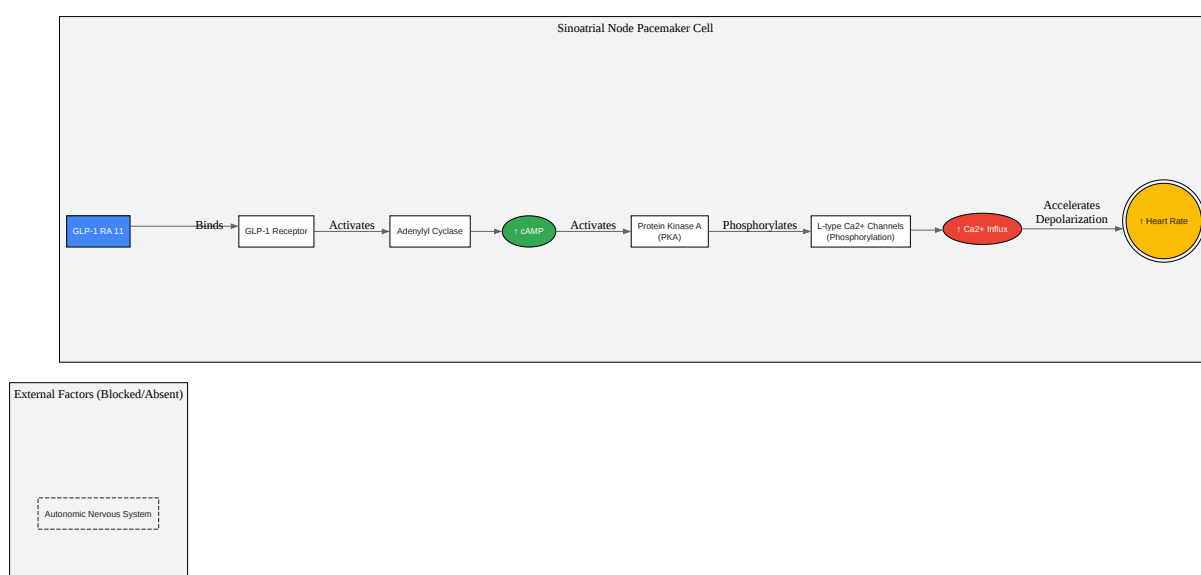 Sinoatrial Node Pacemaker Cell
GLP-1 RA 11
Binds
GLP-1 Receptor
Activates
Adenylyl Cyclase
↑ cAMP
Activates
Protein Kinase A
(PKA)
Phosphorylates
L-type Ca2+ Channels
(Phosphorylation)
↑ Ca2+ Influx
Accelerates
Depolarization
↑ Heart Rate
External Factors (Blocked/Absent)
Autonomic Nervous System